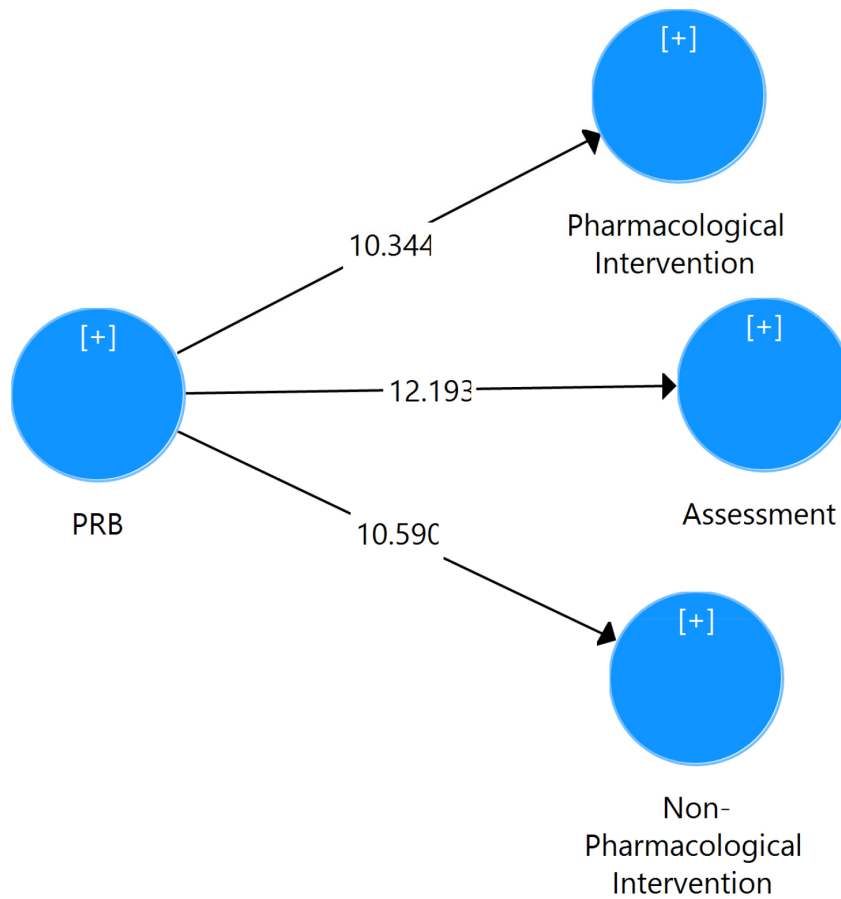 [+]
Pharmacological
Intervention
10.344
[+]
PRB
12.193
[+]
Assessment
10.590
[+]
Non-
Pharmacological
Intervention